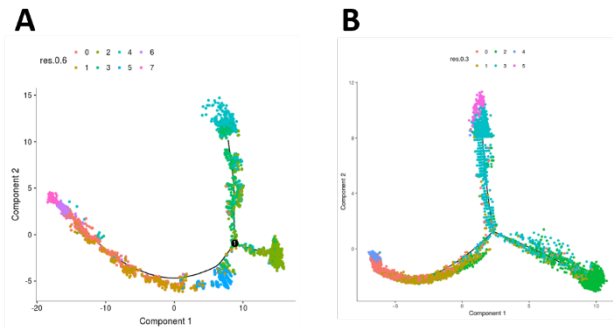 A
res.0.6 0 2 4 6
1 3 5 7
15
10
5
0
-5
Component 2
-20 -10 0 10
Component 1
1
B
res.0.3 0 2 4
1 3 5
12
8
4
0
Component 2
-5 0 5 10
Component 1